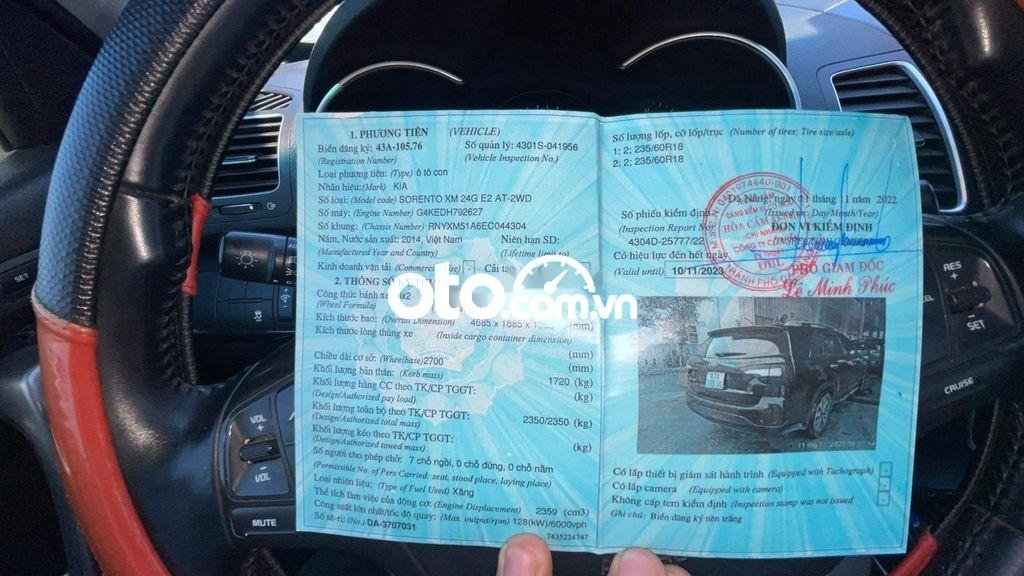 1. PHƯƠNG TIỆN (VEHICLE)
Biển đăng ký: 43A-105.76 Số quản lý: 4301S-041956
(Registration Number) (Vehicle Inspection No.)
Loại phương tiện: (Type) ô tô con
Nhãn hiệu: (Mark) KIA
Số loại: (Model code) SORENTO XM 24G E2 AT-2WD
Số máy: (Engine Number) G4KEDH792627
Số khung: (Chassis Number) RNYXM51A6EC044304
Năm, Nước sản xuất: 2014, Việt Nam Niên hạn SD:
(Manufactured Year and Country) (Lifetime limit to)
Kinh doanh vận tải (Commercial Use) - Cải tạo
2. THÔNG SỐ
Công thức bánh xe: x2
(Wheel Formula)
Kích thước bao: (Overall Dimension) 4685 x 1885 x (mm)
Kích thước lòng thùng xe (Inside cargo container dimension)
(mm)
Chiều dài cơ sở: (Wheelbase) 2700 (mm)
Khối lượng bản thân: (Kerb mass) 1720 (kg)
Khối lượng hàng CC theo TK/CP TGGT: (kg)
(Design/Authorized pay load)
Khối lượng toàn bộ theo TK/CP TGGT: 2350/2350 (kg)
(Design/Authorized total mass)
Khối lượng kéo theo TK/CP TGGT: (kg)
(Design/Authorized towed mass)
Số người cho phép chở: 7 chỗ ngồi, 0 chỗ đứng, 0 chỗ nằm
(Permissible No. of Pers Carried: seat, stood place, laying place)
Loại nhiên liệu: (Type of Fuel Used) Xăng
Thể tích làm việc của động cơ: (Engine Displacement) 2359 (cm3)
Công suất lớn nhất/tốc độ quay: (Max. output/rpm) 128(kW)/6000vph
Số sê-ri: (No.) DA-3707031
7435224747
Số lượng lốp, cỡ lốp/trục (Number of tires; Tire size/axle)
1: 2; 235/60R18
2: 2; 235/60R18
Đà Nẵng, ngày 11 tháng 11 năm 2022
(Issued on: Day/Month/Year)
Số phiếu kiểm định
(Inspection Report No) ĐƠN VỊ KIỂM ĐỊNH
4304D-25777/22
Có hiệu lực đến hết ngày
(Valid until) 10/11/2023
PHÓ GIÁM ĐỐC
Lê Minh Phúc
Có lắp thiết bị giám sát hành trình (Equipped with Tachograph) -
Có lắp camera (Equipped with camera) -
Không cấp tem kiểm định (Inspection stamp was not issued -
Ghi chú: Biển đăng ký nền trắng
oto.com.vn
RES
+
-
SET
CRUISE
VOL
+
-
VOL
MUTE